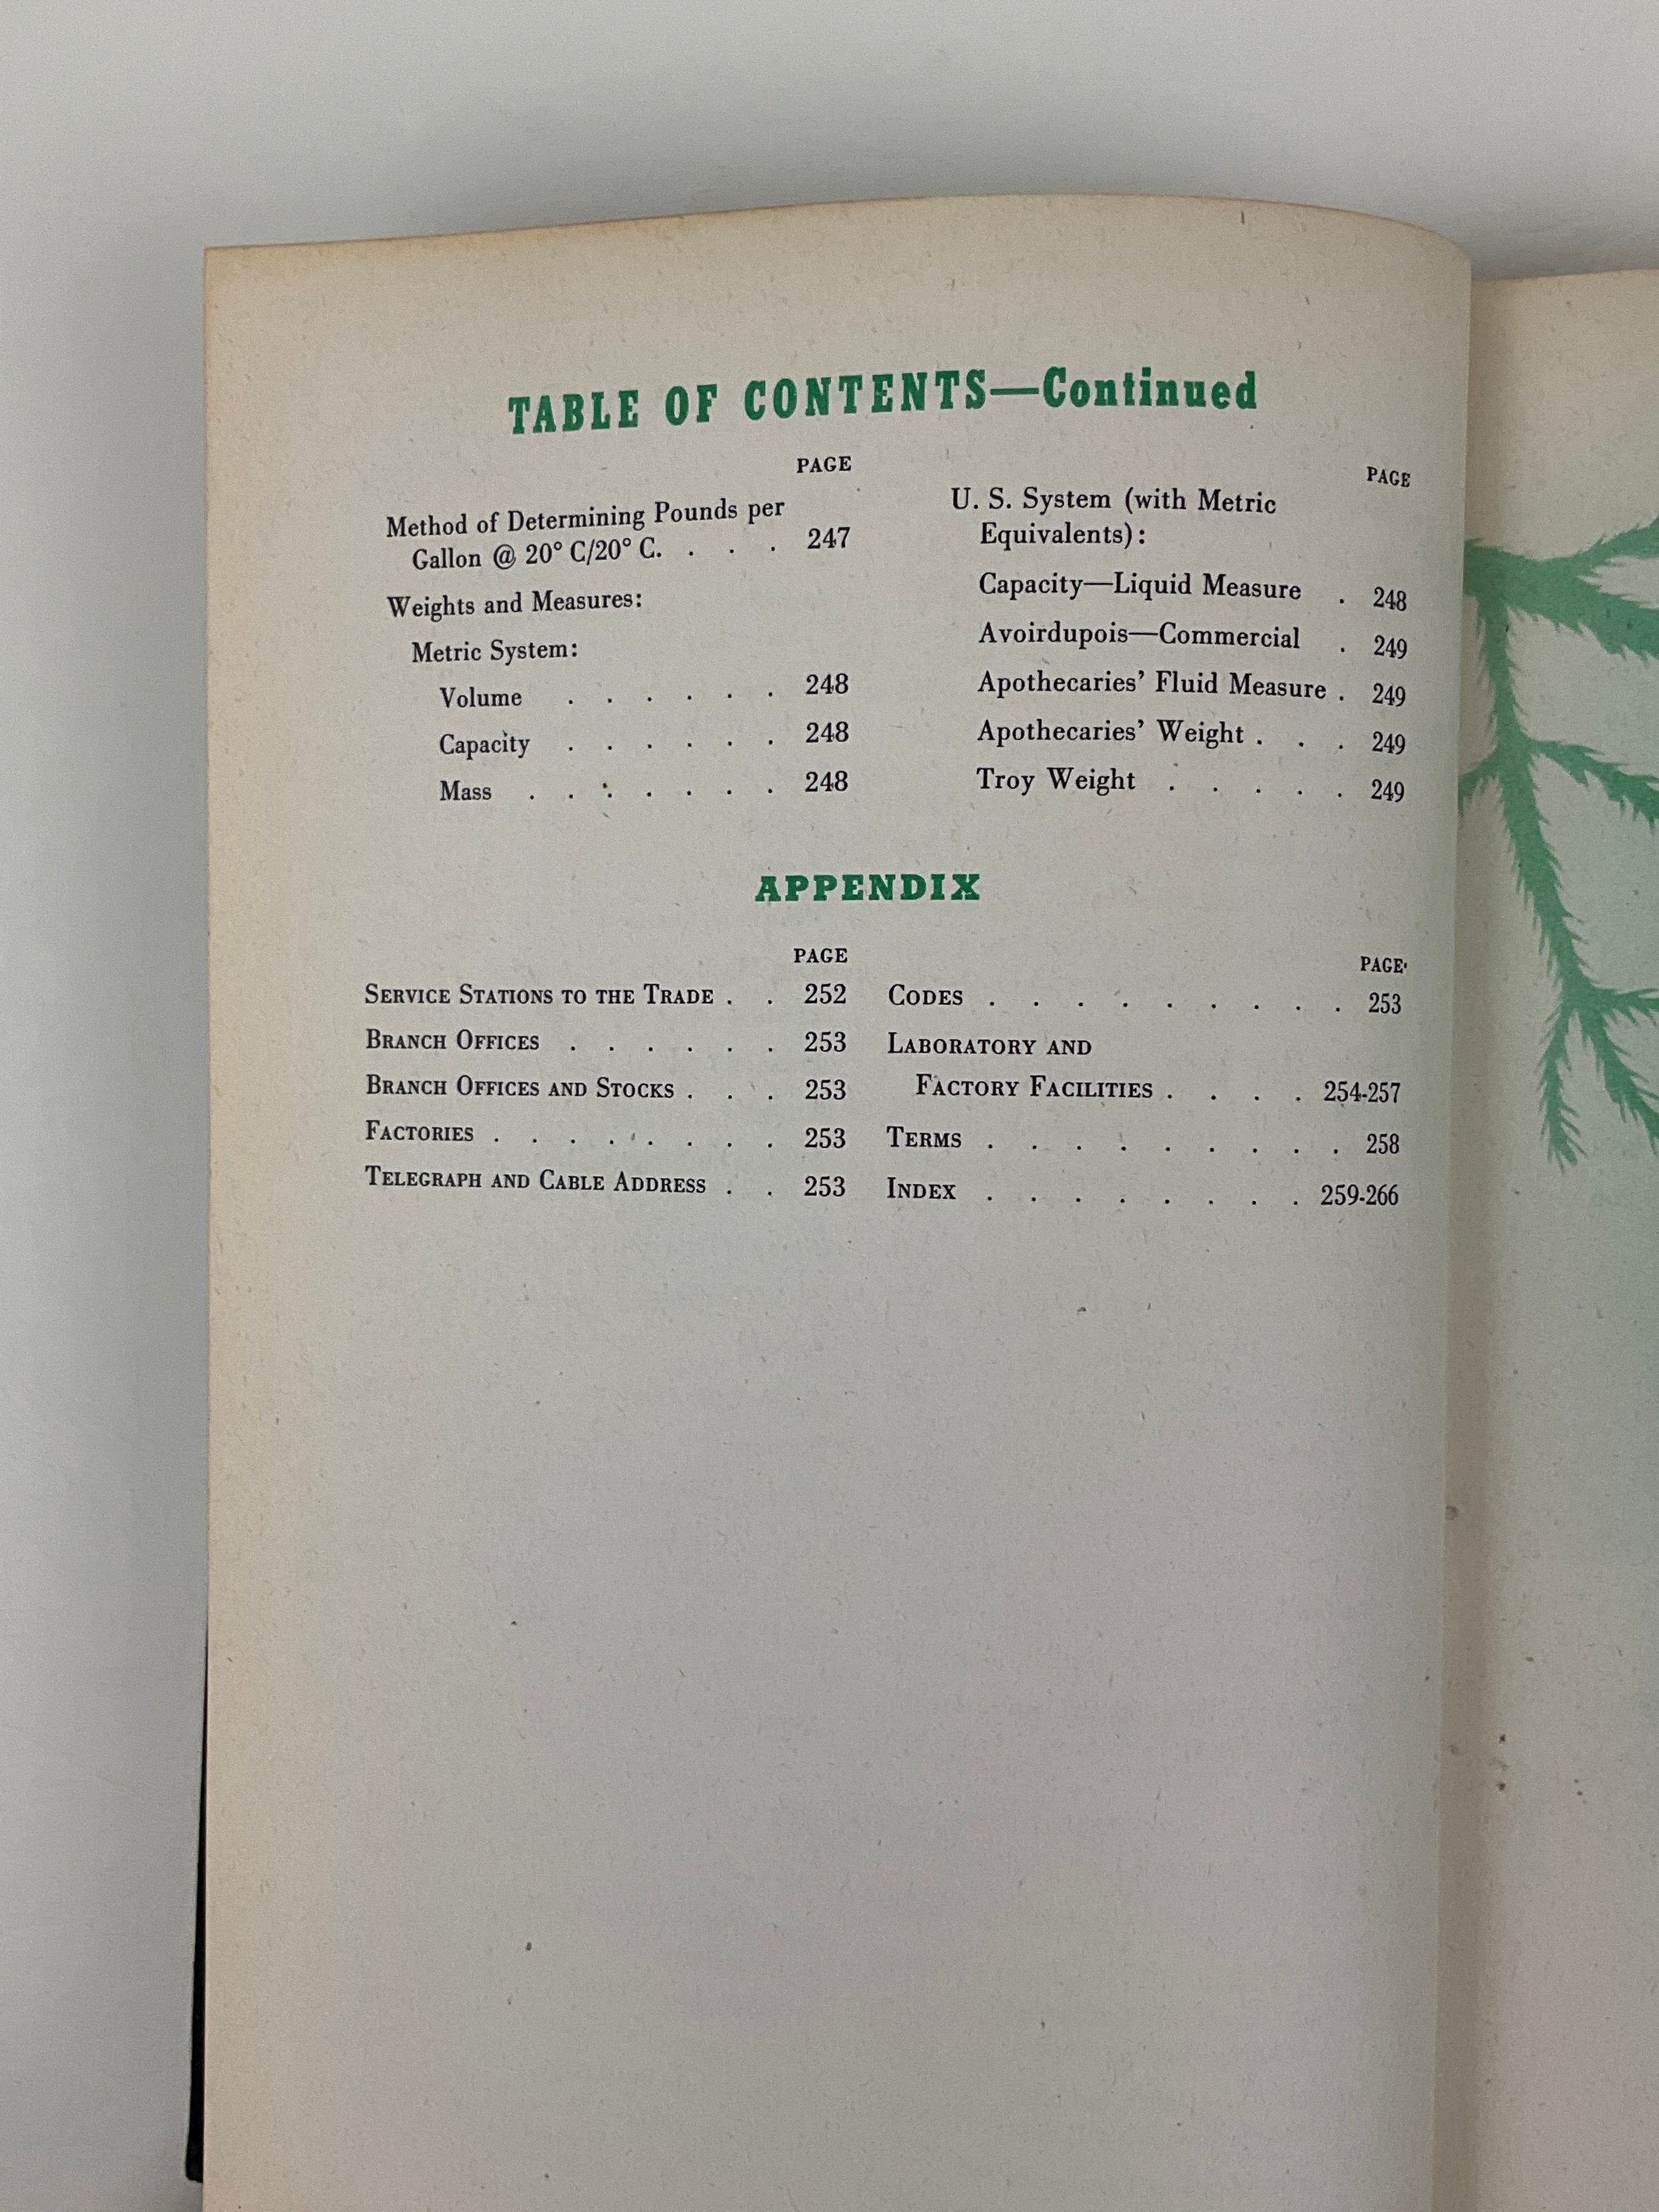 TABLE OF CONTENTS—Continued
PAGE
Method of Determining Pounds per
Gallon @ 20° C/20° C. . . . 247
Weights and Measures:
Metric System:
Volume . . . . . . 248
Capacity . . . . . . 248
Mass . . . . . . . 248
PAGE
U. S. System (with Metric
Equivalents):
Capacity—Liquid Measure . 248
Avoirdupois—Commercial . 249
Apothecaries' Fluid Measure . 249
Apothecaries' Weight . . . 249
Troy Weight . . . . . 249
APPENDIX
PAGE
SERVICE STATIONS TO THE TRADE . . 252
BRANCH OFFICES . . . . . . 253
BRANCH OFFICES AND STOCKS . . . 253
FACTORIES . . . . . . . . 253
TELEGRAPH AND CABLE ADDRESS . . 253
PAGE
CODES . . . . . . . . . 253
LABORATORY AND
FACTORY FACILITIES . . . . 254-257
TERMS . . . . . . . . . 258
INDEX . . . . . . . . 259-266